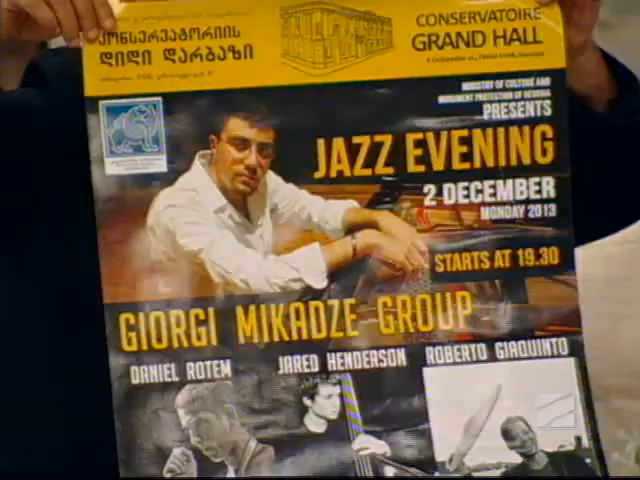 კონსერვატორიის
დიდი დარბაზი
CONSERVATOIRE
GRAND HALL
MINISTRY OF CULTURE AND
MONUMENT PROTECTION OF GEORGIA
PRESENTS
JAZZ EVENING
2 DECEMBER
MONDAY 2013
STARTS AT 19.30
GIORGI MIKADZE GROUP
DANIEL ROTEM
JARED HENDERSON
ROBERTO GIAQUINTO